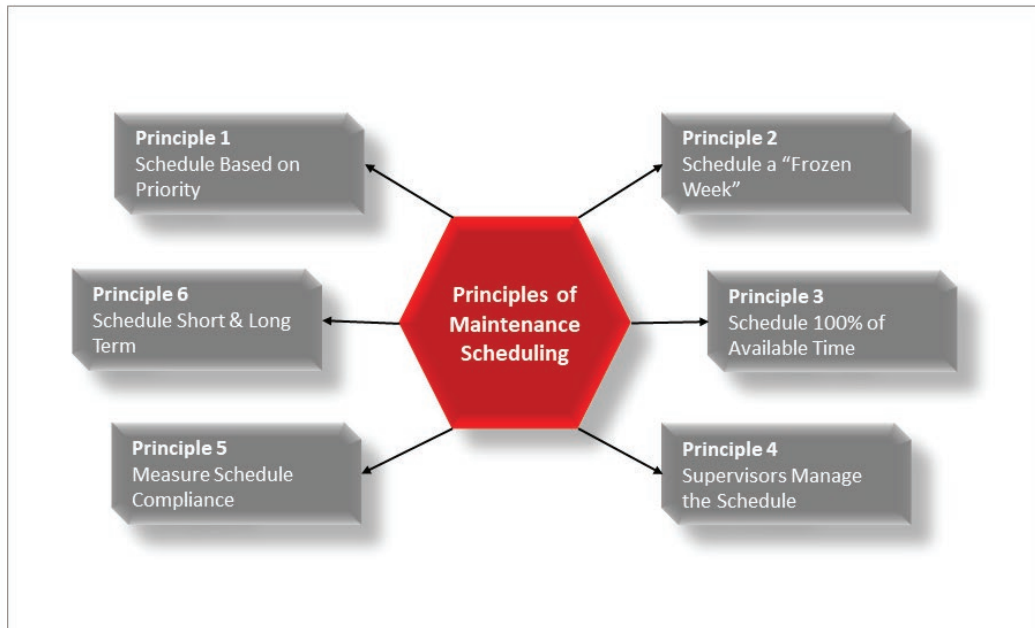 Principle 1
Schedule Based on
Priority
Principle 2
Schedule a “Frozen
Week”
Principle 6
Schedule Short & Long
Term
Principles of
Maintenance
Scheduling
Principle 3
Schedule 100% of
Available Time
Principle 5
Measure Schedule
Compliance
Principle 4
Supervisors Manage
the Schedule